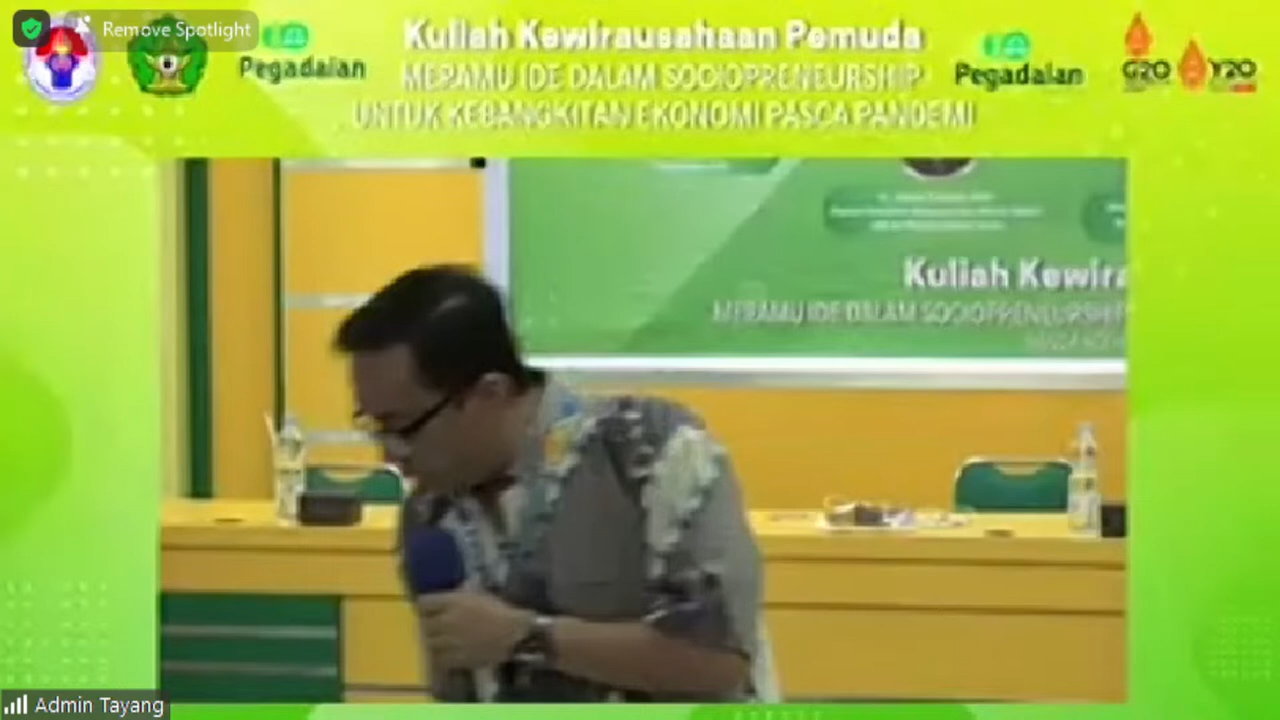 Remove Spotlight
Pegadaian
Kuliah Kewirausahaan Pemuda
MERAMU IDE DALAM SOCIOPRENEURSHIP
UNTUK KEBANGKITAN EKONOMI PASCA PANDEMI
Pegadaian
G20
Y20
Kuliah Kewira
MERAMU IDE DALAM SOCIOPRENEURSHIP
Admin Tayang